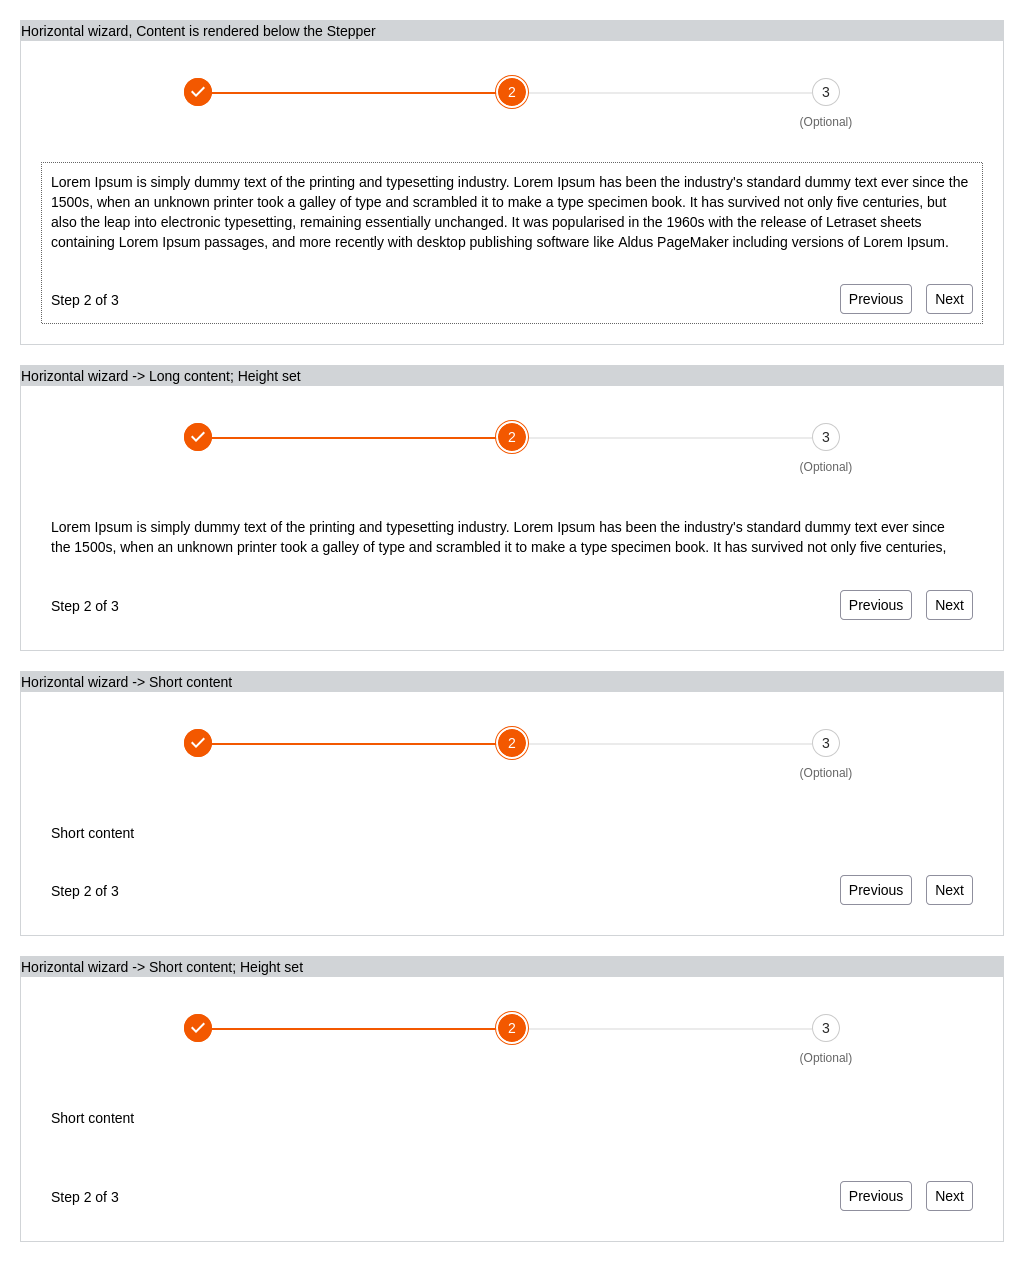 Horizontal wizard, Content is rendered below the Stepper
2
3
(Optional)
Lorem Ipsum is simply dummy text of the printing and typesetting industry. Lorem Ipsum has been the industry's standard dummy text ever since the
1500s, when an unknown printer took a galley of type and scrambled it to make a type specimen book. It has survived not only five centuries, but
also the leap into electronic typesetting, remaining essentially unchanged. It was popularised in the 1960s with the release of Letraset sheets
containing Lorem Ipsum passages, and more recently with desktop publishing software like Aldus PageMaker including versions of Lorem Ipsum.
Step 2 of 3
Previous
Next
Horizontal wizard -> Long content; Height set
2
3
(Optional)
Lorem Ipsum is simply dummy text of the printing and typesetting industry. Lorem Ipsum has been the industry's standard dummy text ever since
the 1500s, when an unknown printer took a galley of type and scrambled it to make a type specimen book. It has survived not only five centuries,
Step 2 of 3
Previous
Next
Horizontal wizard -> Short content
2
3
(Optional)
Short content
Step 2 of 3
Previous
Next
Horizontal wizard -> Short content; Height set
2
3
(Optional)
Short content
Step 2 of 3
Previous
Next